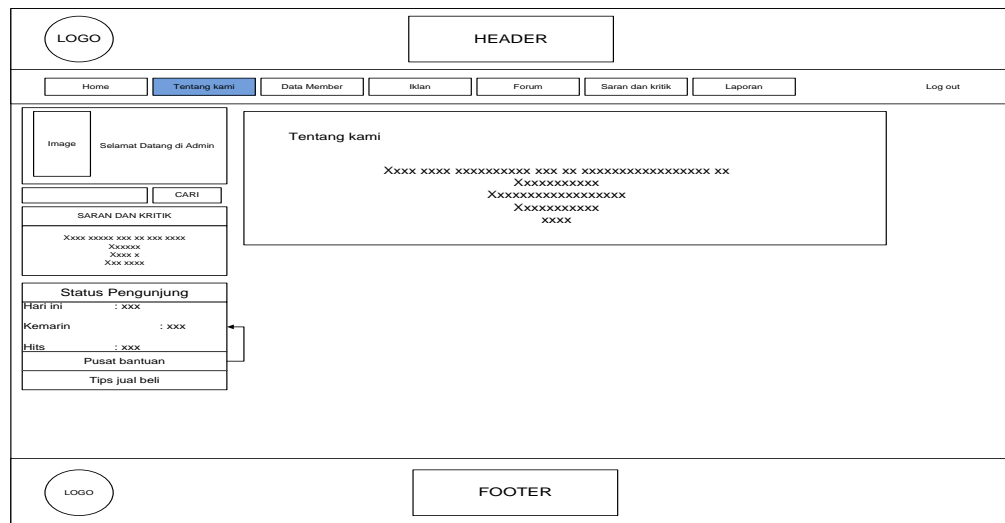 LOGO
HEADER
Home
Tentang kami
Data Member
Iklan
Forum
Saran dan kritik
Laporan
Log out
Image
Selamat Datang di Admin
CARI
SARAN DAN KRITIK
Xxxx xxxxx xxx xx xxx xxxx
Xxxxxx
Xxxx x
Xxx xxxx
Status Pengunjung
Hari ini : xxx
Kemarin : xxx
Hits : xxx
Pusat bantuan
Tips jual beli
Tentang kami
Xxxx xxxx xxxxxxxxxx xxx xx xxxxxxxxxxxxxxxxx xx
Xxxxxxxxxxx
Xxxxxxxxxxxxxxxxxx
Xxxxxxxxxxx
xxxx
LOGO
FOOTER